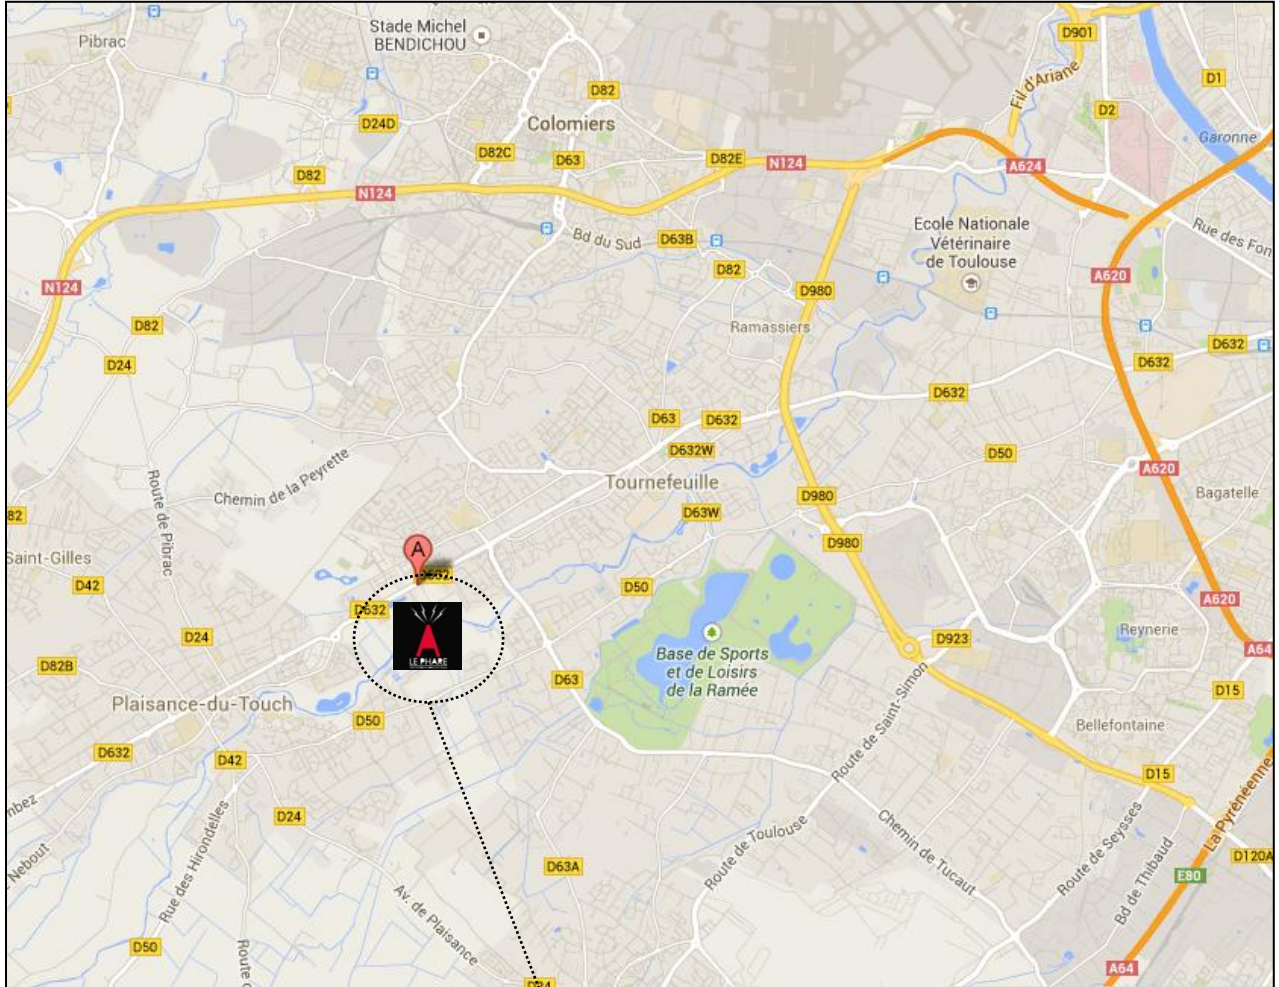 Pibrac
Stade Michel
BENDICHOU
D901
Fil d'Ariane
D1
D82
D2
D24D
Colomiers
Garonne
D82C
D63
D82E
N124
A624
D82
N124
Ecole Nationale
Vétérinaire
de Toulouse
Rue des Fon
Bd du Sud
D63B
D82
A620
N124
D980
D82
Ramassiers
D632
D24
D632
D632
D63
D632
D632W
D50
Chemin de la Peyrette
Route de Pibrac
Tournefeuille
A620
Bagatelle
D980
82
D63W
D980
Saint-Gilles
A
D632
D42
D50
D632
A620
LE PHARE
Reynerie
D24
D923
A64
Base de Sports
et de Loisirs
de la Ramée
D82B
D63
D15
Plaisance-du-Touch
D50
Bellefontaine
Route de Saint-Simon
D632
D42
D15
La Pyrénéenne
mbez
D24
Nebout
Rue des Hirondelles
Route de Toulouse
Chemin de Tucaut
Route de Seysses
Bd de Thibaud
D120A
D63A
E80
Av. de Plaisance
D50
Route
A64